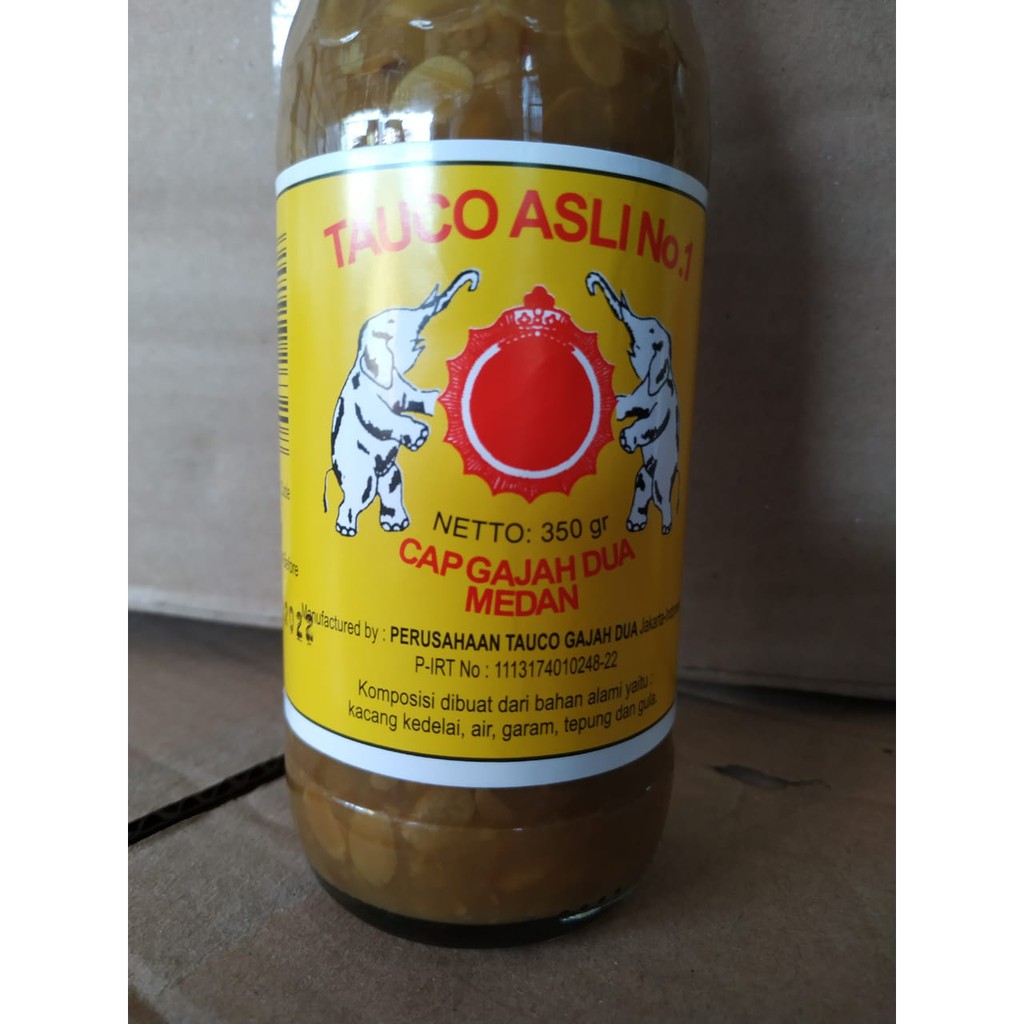 TAUCO ASLI No.1
NETTO: 350 gr
CAP GAJAH DUA
MEDAN
Manufactured by : PERUSAHAAN TAUCO GAJAH DUA
P-IRT No : 1113174010248-22
Komposisi dibuat dari bahan alami yaitu :
kacang kedelai, air, garam, tepung dan gula.
2022